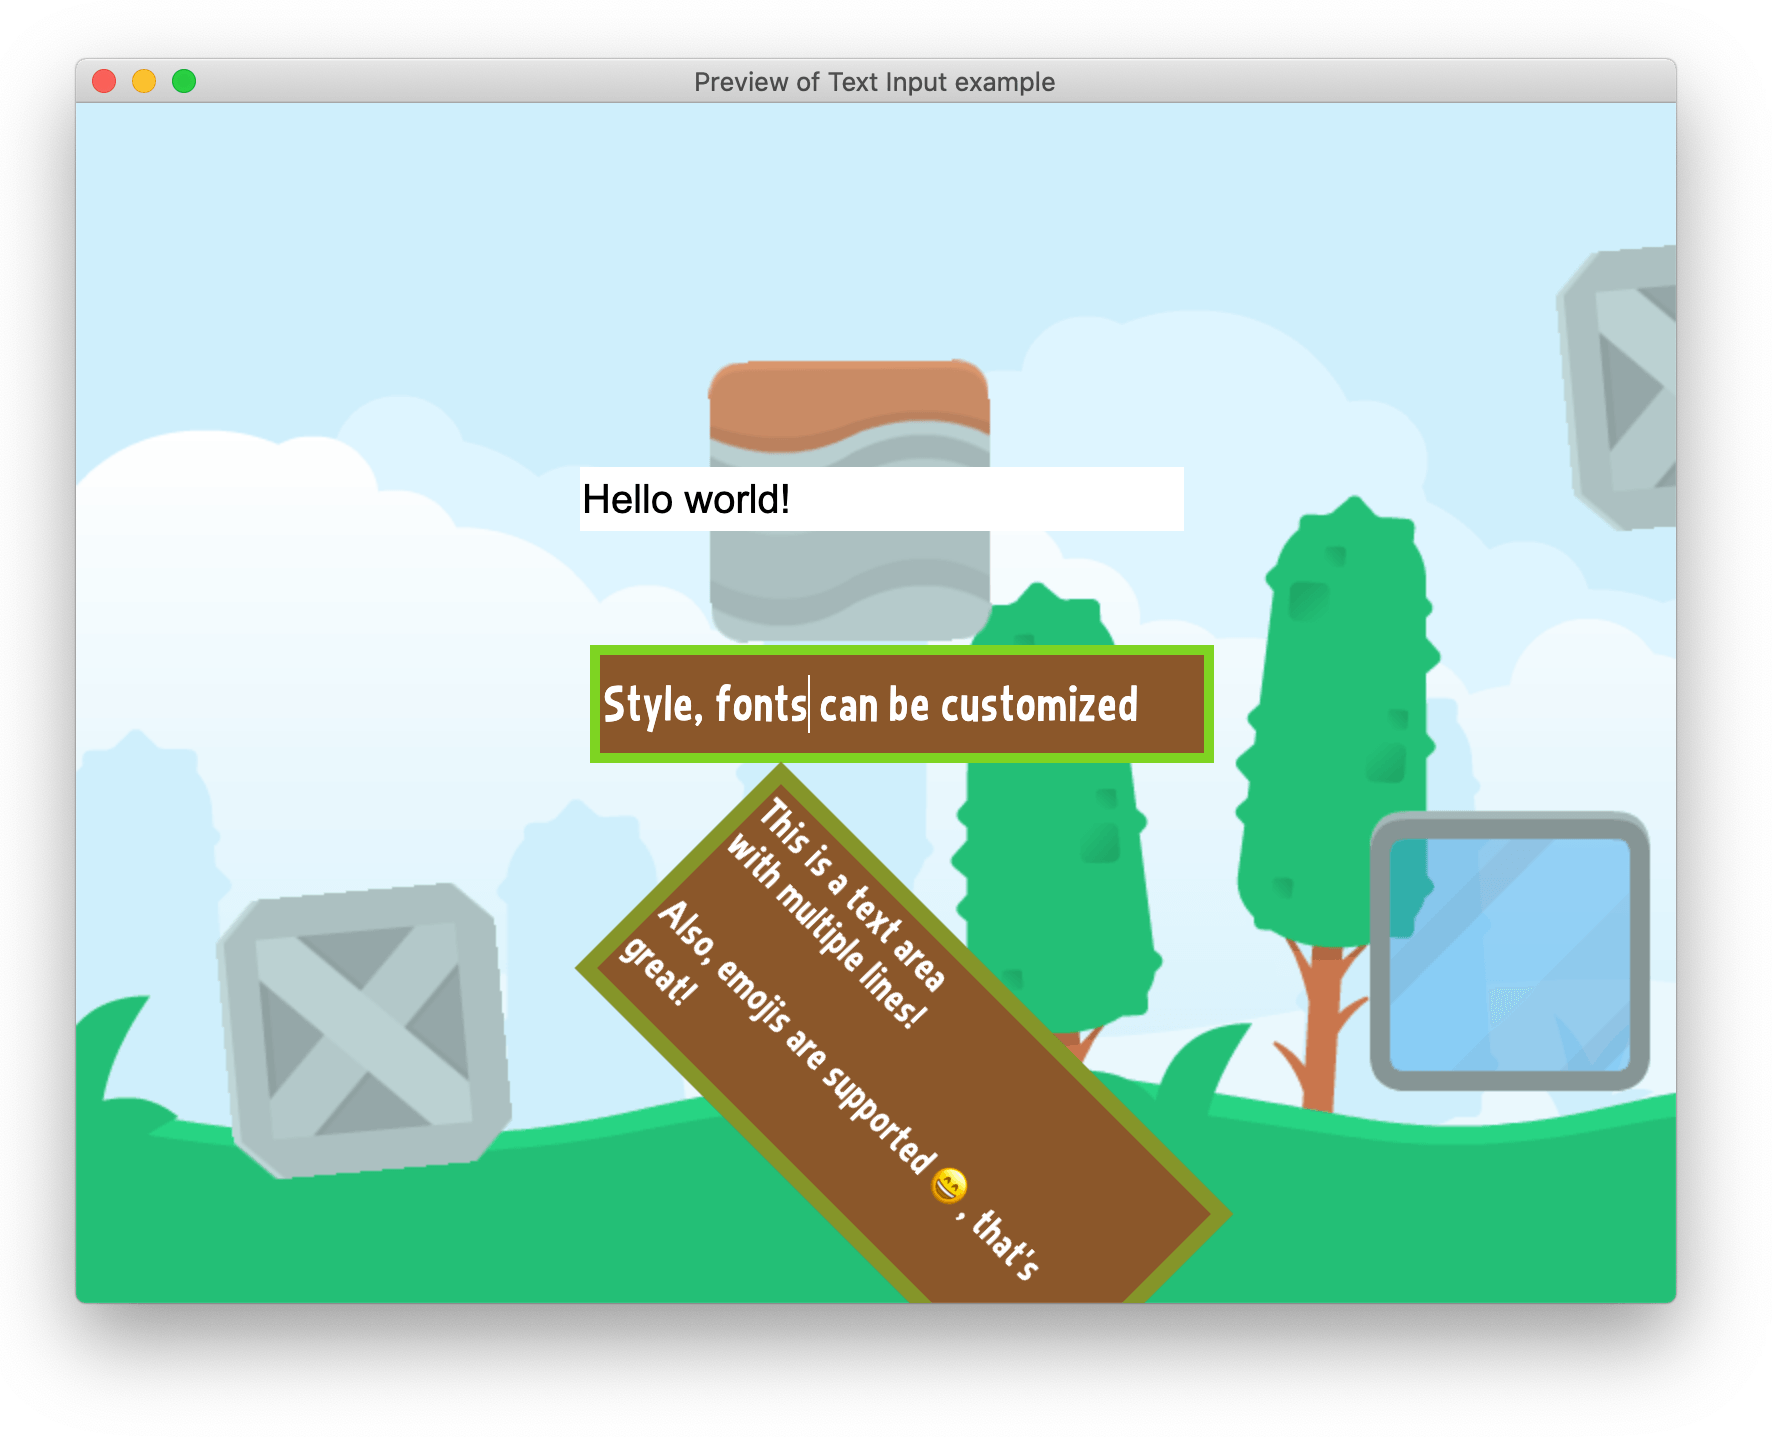 Preview of Text Input example
Hello world!
Style, fonts can be customized
This is a text area
with multiple lines!
Also, emojis are supported 😄, that's
great!